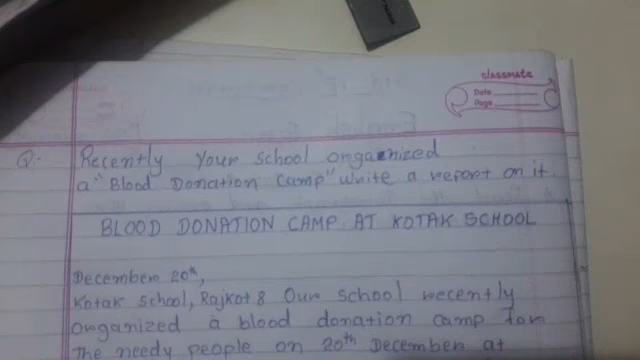 classmate
Date
Page
Q. Recently your school organized
a "Blood Donation Camp" write a report on it.
BLOOD DONATION CAMP AT KOTAK SCHOOL
December 20th,
Kotak School, Rajkot : Our school recently
organized a blood donation camp for
the needy people on 20th December at